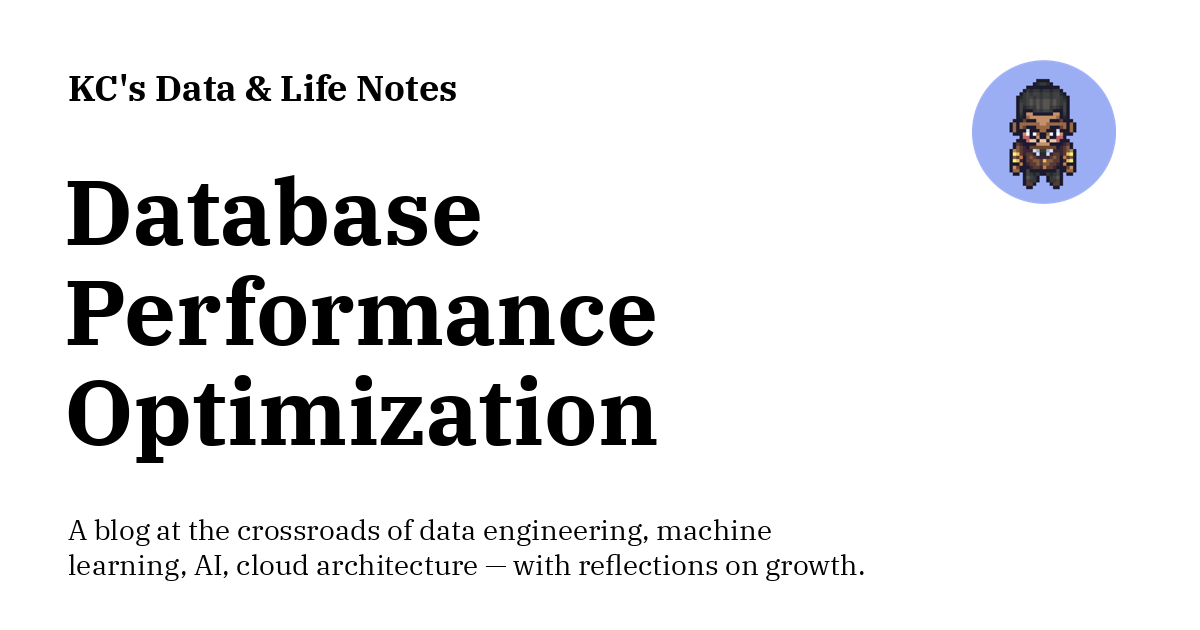 KC's Data & Life Notes
Database
Performance
Optimization
A blog at the crossroads of data engineering, machine
learning, AI, cloud architecture — with reflections on growth.